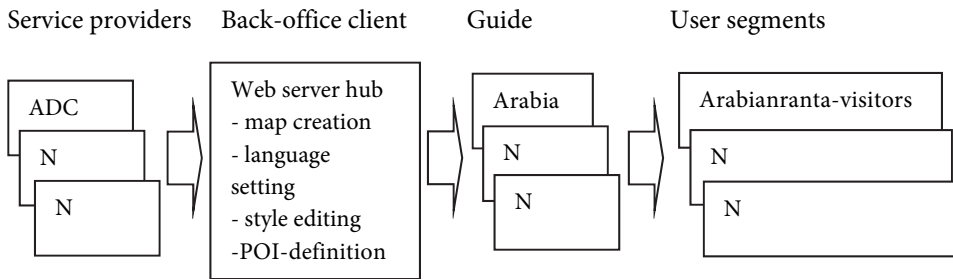 Service providers
Back-office client
Guide
User segments
ADC
N
N
Web server hub
- map creation
- language
setting
- style editing
-POI-definition
Arabia
N
N
Arabianranta-visitors
N
N